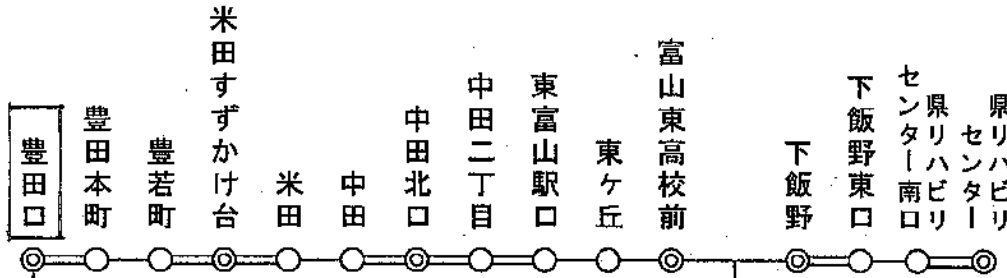 豊田口
豊田本町
豊若町
米田すずかけ台
米田
中田
中田北口
中田二丁目
東富山駅口
東ケ丘
富山東高校前
下飯野
下飯野東口
県リハビリ
センター南口
県リハビリ
センター